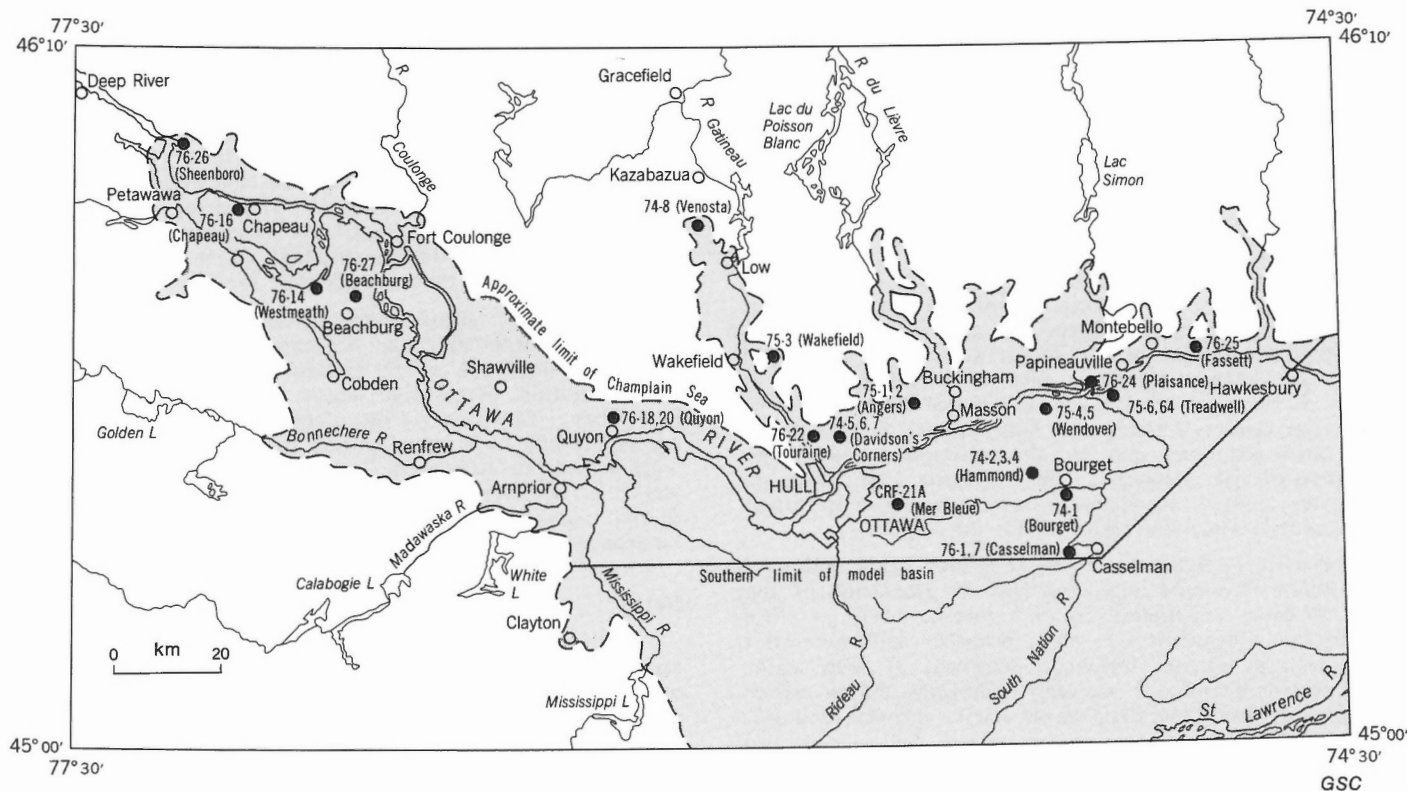 77°30'
74°30'
46°10'
46°10'
Deep River
R
Coulonge
Gracefield
R
Gatineau
Lac du
Poisson
Blanc
R du Lièvre
Lac
Simon
76-26
(Sheenboro)
Petawawa
76-16
(Chapeau)
Chapeau
Fort Coulonge
Kazabazua
74-8 (Venosta)
Low
76-27
(Beachburg)
76-14
(Westmeath)
Beachburg
Approximate limit of Champlain Sea
Cobden
Shawville
OTTAWA
RIVER
Wakefield
75-3 (Wakefield)
Montebello
76-25
(Fassett)
Papineauville
Hawkesbury
76-24 (Plaisance)
75-6,64 (Treadwell)
75-4,5
(Wendover)
Buckingham
75-1, 2
(Angers)
Masson
Golden L
Bonnechere R
Renfrew
76-18,20 (Quyon)
Quyon
76-22
(Touraine)
74-5,6,7
(Davidson's
Corners)
74-2,3,4
(Hammond)
Bourget
HULL
Arnprior
CRF-21A
(Mer Bleue)
OTTAWA
74-1
(Bourget)
Madawaska R
76-1, 7 (Casselman)
Casselman
Southern limit of model basin
Calabogie L
White
L
Mississippi R
Clayton
0 km 20
Mississippi L
Rideau R
South Nation R
St Lawrence R
45°00'
45°00'
77°30'
74°30'
GSC